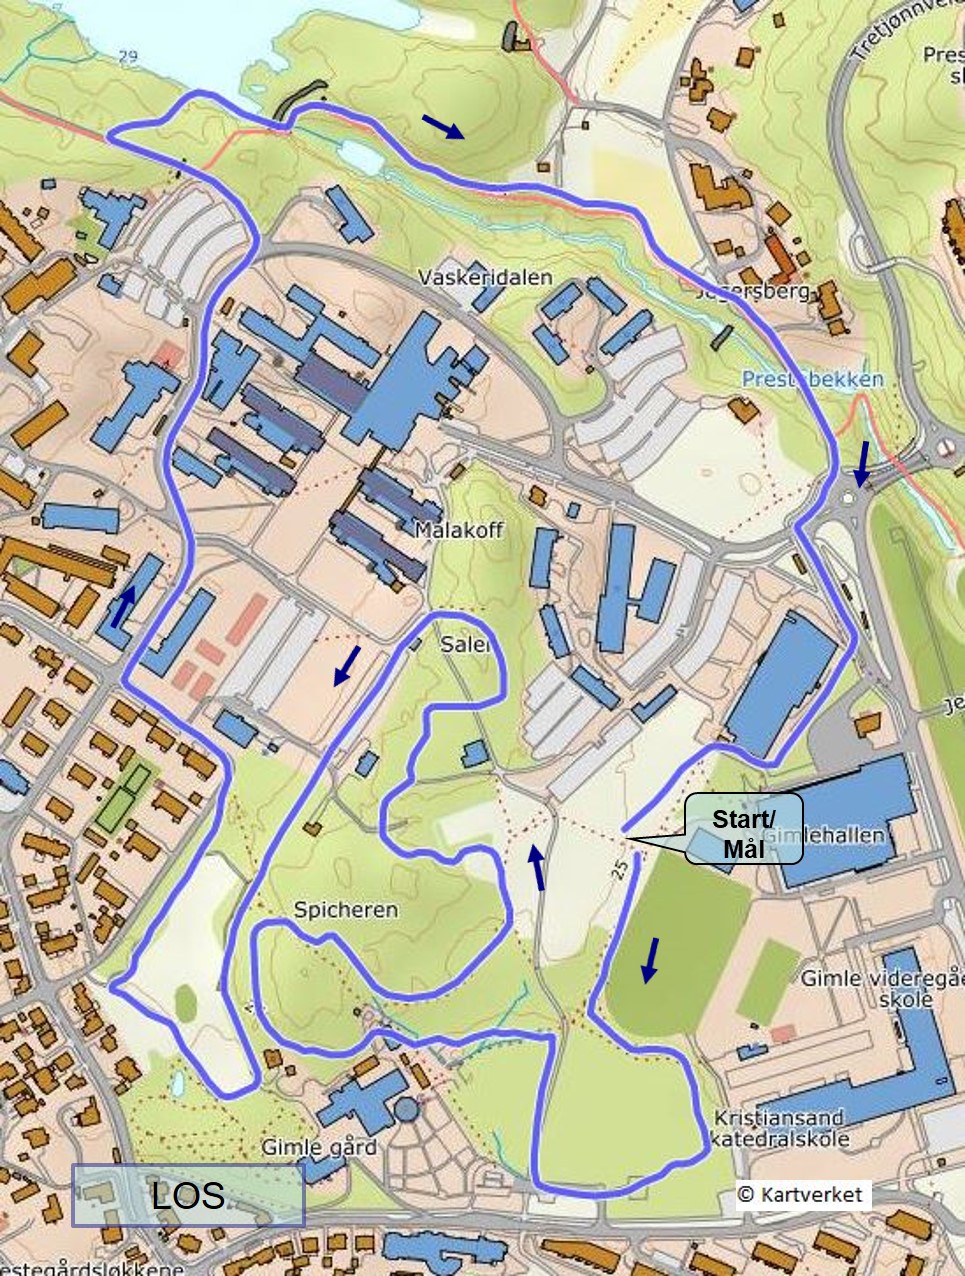 29
Tretjønnvei
Pres
sk
Vaskeridalen
Jegersberg
Prestebekken
Malakoff
Salen
Je
Start/
Mål
Gimlehallen
25
Spicheren
Gimle videregåe
skole
Kristiansand
katedralskole
Gimle gård
LOS
© Kartverket
estegårdsløkkene